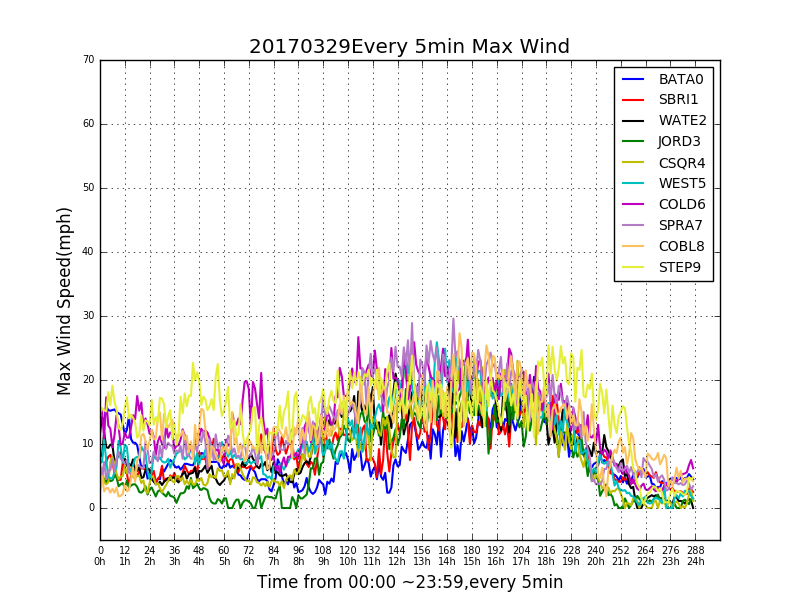 20170329Every 5min Max Wind
70
60
50
40
30
20
10
0
Max Wind Speed(mph)
BATA0
SBRI1
WATE2
JORD3
CSQR4
WEST5
COLD6
SPRA7
COBL8
STEP9
0 12 24 36 48 60 72 84 96 108 120 132 144 156 168 180 192 204 216 228 240 252 264 276 288
0h 1h 2h 3h 4h 5h 6h 7h 8h 9h 10h 11h 12h 13h 14h 15h 16h 17h 18h 19h 20h 21h 22h 23h 24h
Time from 00:00 ~23:59,every 5min